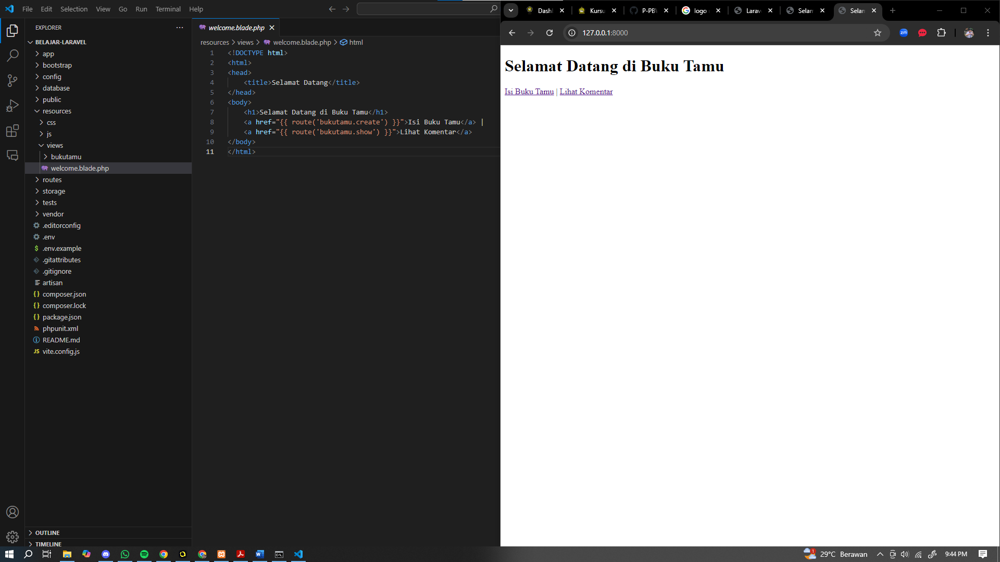 File Edit Selection View Go Run Terminal Help
EXPLORER
BELAJAR-LARAVEL
app
bootstrap
config
database
public
resources
css
js
views
bukutamu
welcome.blade.php
routes
storage
tests
vendor
.editorconfig
.env
$ .env.example
.gitattributes
.gitignore
artisan
{} composer.json
{} composer.lock
{} package.json
phpunit.xml
README.md
JS vite.config.js
OUTLINE
TIMELINE
welcome.blade.php
resources > views > welcome.blade.php > html
1 <!DOCTYPE html>
2 <html>
3 <head>
4 <title>Selamat Datang</title>
5 </head>
6 <body>
7 <h1>Selamat Datang di Buku Tamu</h1>
8 <a href="{{ route('bukutamu.create') }}">Isi Buku Tamu</a> |
9 <a href="{{ route('bukutamu.show') }}">Lihat Komentar</a>
10 </body>
11 </html>
Dash Kursu P-PB logo Larav Selam Selam
127.0.0.1:8000
zm
Selamat Datang di Buku Tamu
Isi Buku Tamu | Lihat Komentar
1 29°C Berawan 9:44 PM